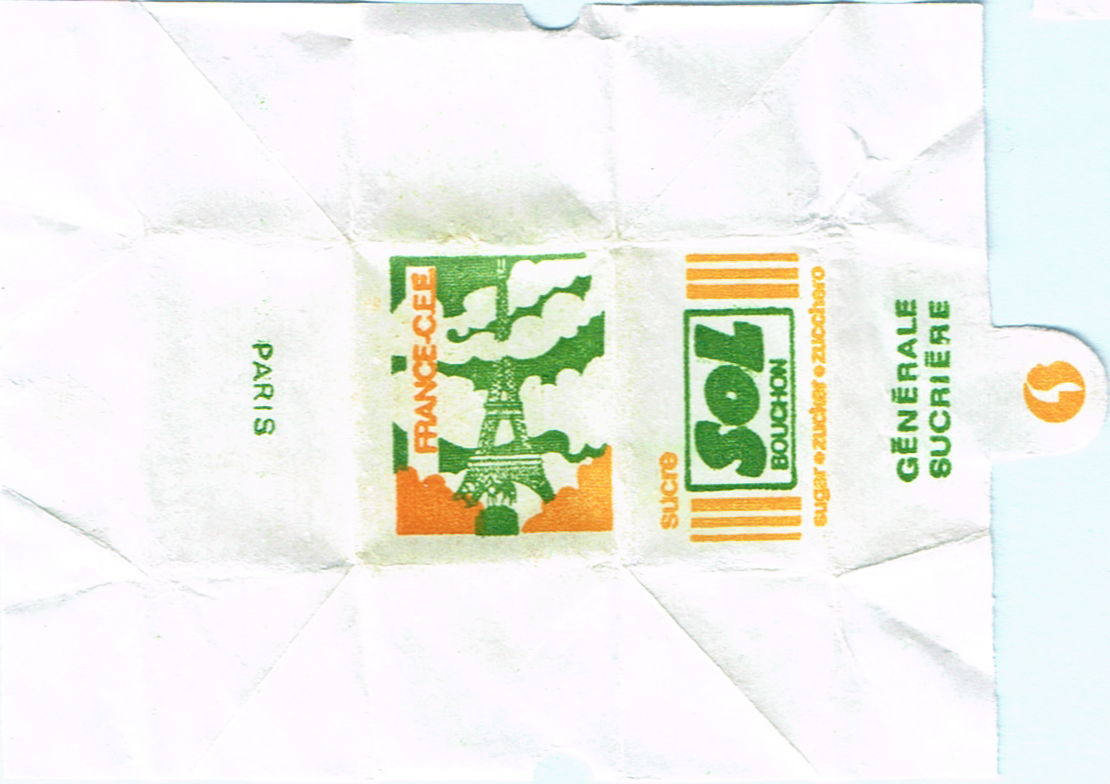 PARIS
FRANCE-C.E.E.
sucre
SOL
BOUCHON
sugar • zucker • zucchero
GÉNÉRALE
SUCRIÈRE